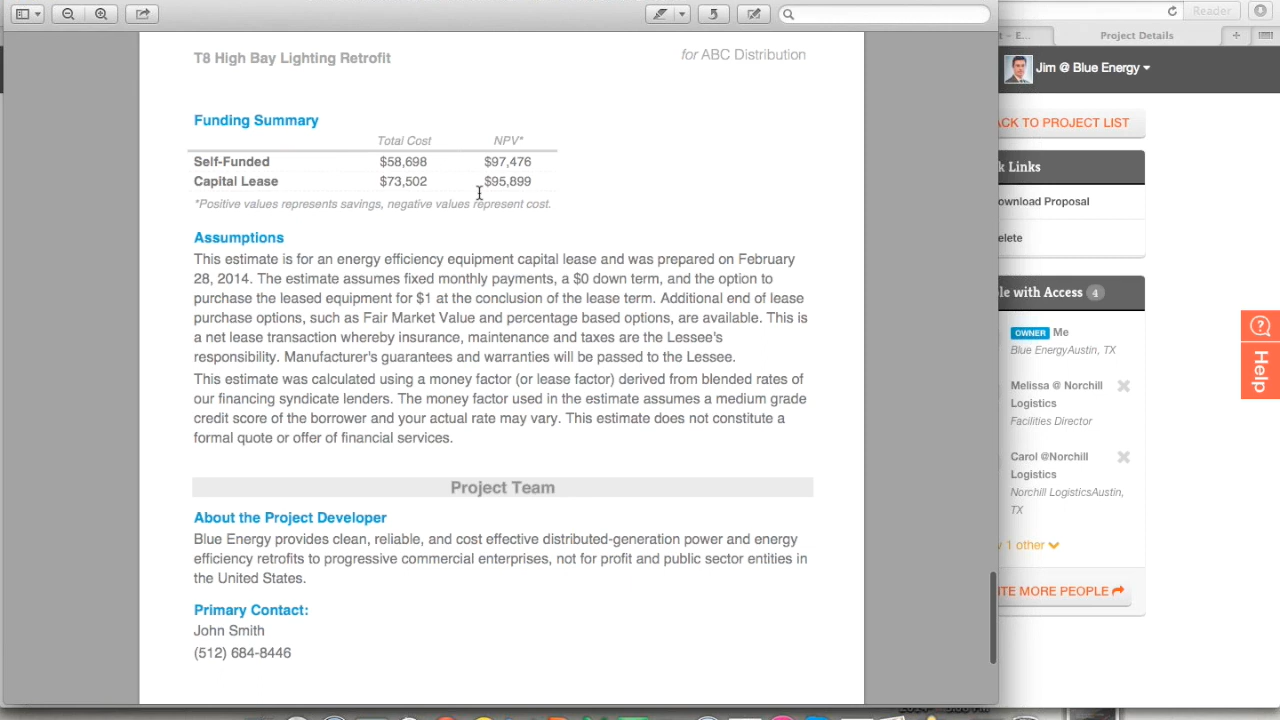 Reader
t – E...
Project Details
T8 High Bay Lighting Retrofit
for ABC Distribution
Jim @ Blue Energy
Funding Summary
Total Cost NPV*
Self-Funded $58,698 $97,476
Capital Lease $73,502 $95,899
*Positive values represents savings, negative values represent cost.
Assumptions
This estimate is for an energy efficiency equipment capital lease and was prepared on February
28, 2014. The estimate assumes fixed monthly payments, a $0 down term, and the option to
purchase the leased equipment for $1 at the conclusion of the lease term. Additional end of lease
purchase options, such as Fair Market Value and percentage based options, are available. This is
a net lease transaction whereby insurance, maintenance and taxes are the Lessee's
responsibility. Manufacturer's guarantees and warranties will be passed to the Lessee.
This estimate was calculated using a money factor (or lease factor) derived from blended rates of
our financing syndicate lenders. The money factor used in the estimate assumes a medium grade
credit score of the borrower and your actual rate may vary. This estimate does not constitute a
formal quote or offer of financial services.
Project Team
About the Project Developer
Blue Energy provides clean, reliable, and cost effective distributed-generation power and energy
efficiency retrofits to progressive commercial enterprises, not for profit and public sector entities in
the United States.
Primary Contact:
John Smith
(512) 684-8446
ACK TO PROJECT LIST
k Links
ownload Proposal
elete
le with Access 4
OWNER Me
Blue EnergyAustin, TX
Melissa @ Norchill
Logistics
Facilities Director
Carol @Norchill
Logistics
Norchill LogisticsAustin,
TX
w 1 other
ITE MORE PEOPLE
Help